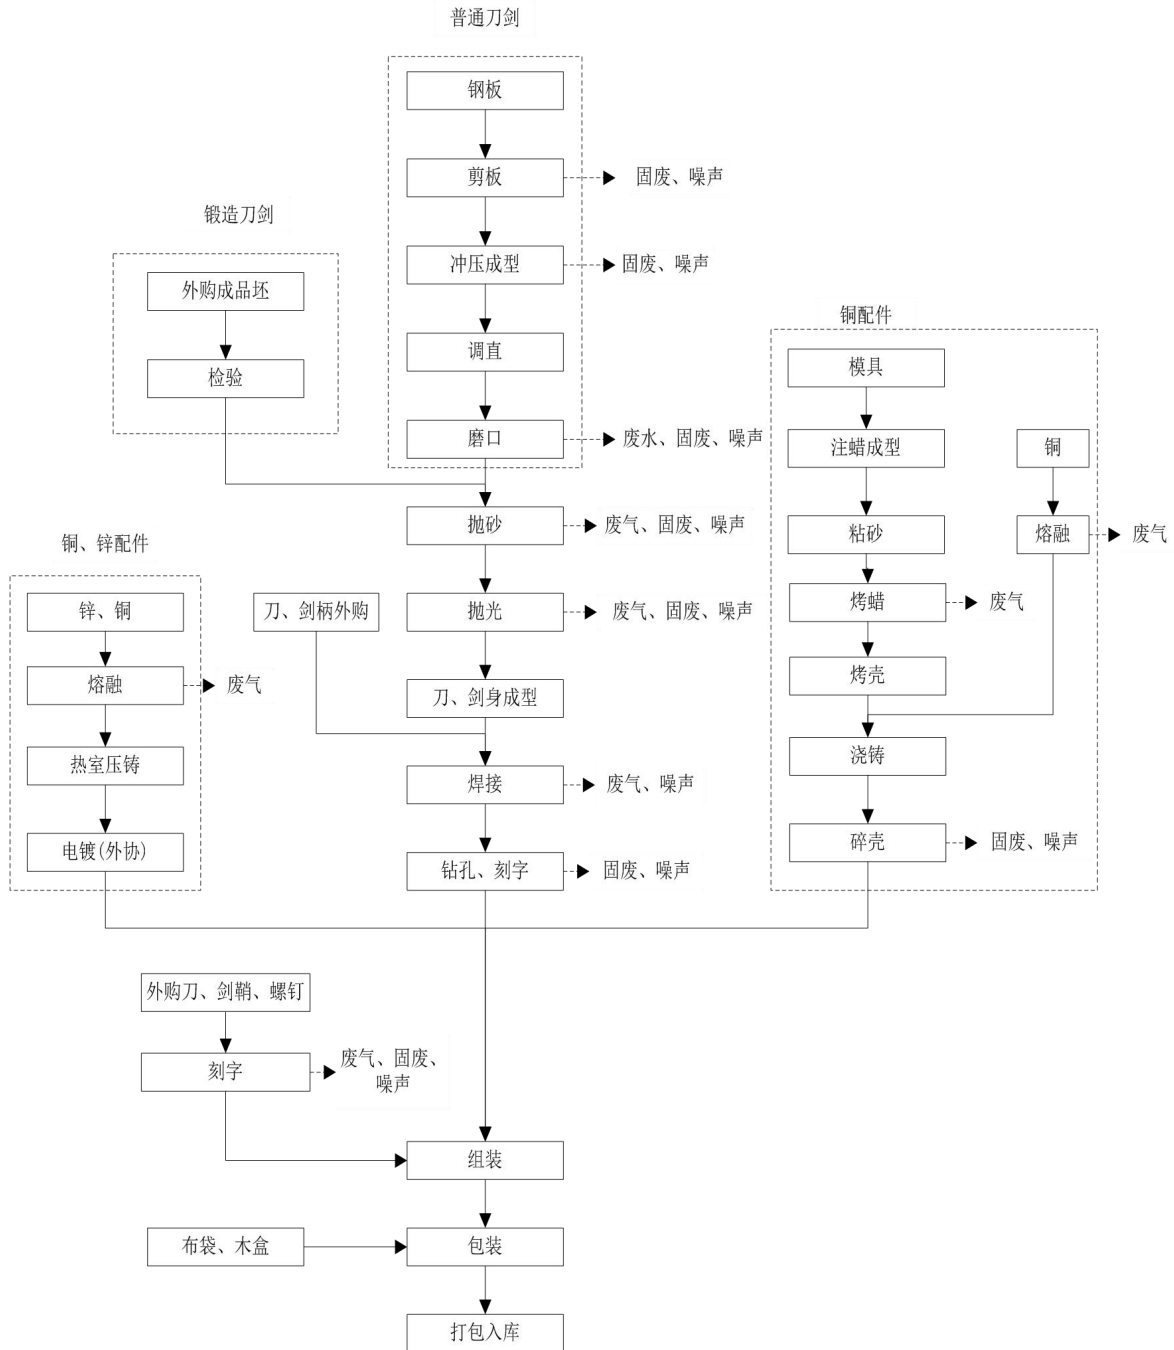 普通刀剑
钢板
剪板
固废、噪声
锻造刀剑
冲压成型
固废、噪声
外购成品坯
调直
检验
磨口
废水、固废、噪声
铜配件
模具
注蜡成型
铜
粘砂
熔融
废气
烤蜡
废气
烤壳
浇铸
碎壳
固废、噪声
抛砂
废气、固废、噪声
铜、锌配件
锌、铜
熔融
废气
热室压铸
电镀(外协)
刀、剑柄外购
抛光
废气、固废、噪声
刀、剑身成型
焊接
废气、噪声
钻孔、刻字
固废、噪声
外购刀、剑鞘、螺钉
刻字
废气、固废、
噪声
组装
布袋、木盒
包装
打包入库